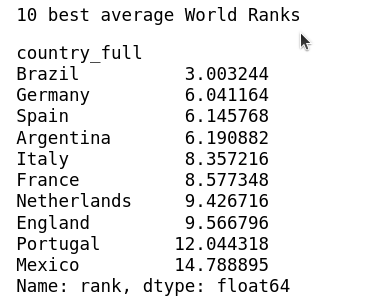 10 best average World Ranks
country_full
Brazil 3.003244
Germany 6.041164
Spain 6.145768
Argentina 6.190882
Italy 8.357216
France 8.577348
Netherlands 9.426716
England 9.566796
Portugal 12.044318
Mexico 14.788895
Name: rank, dtype: float64